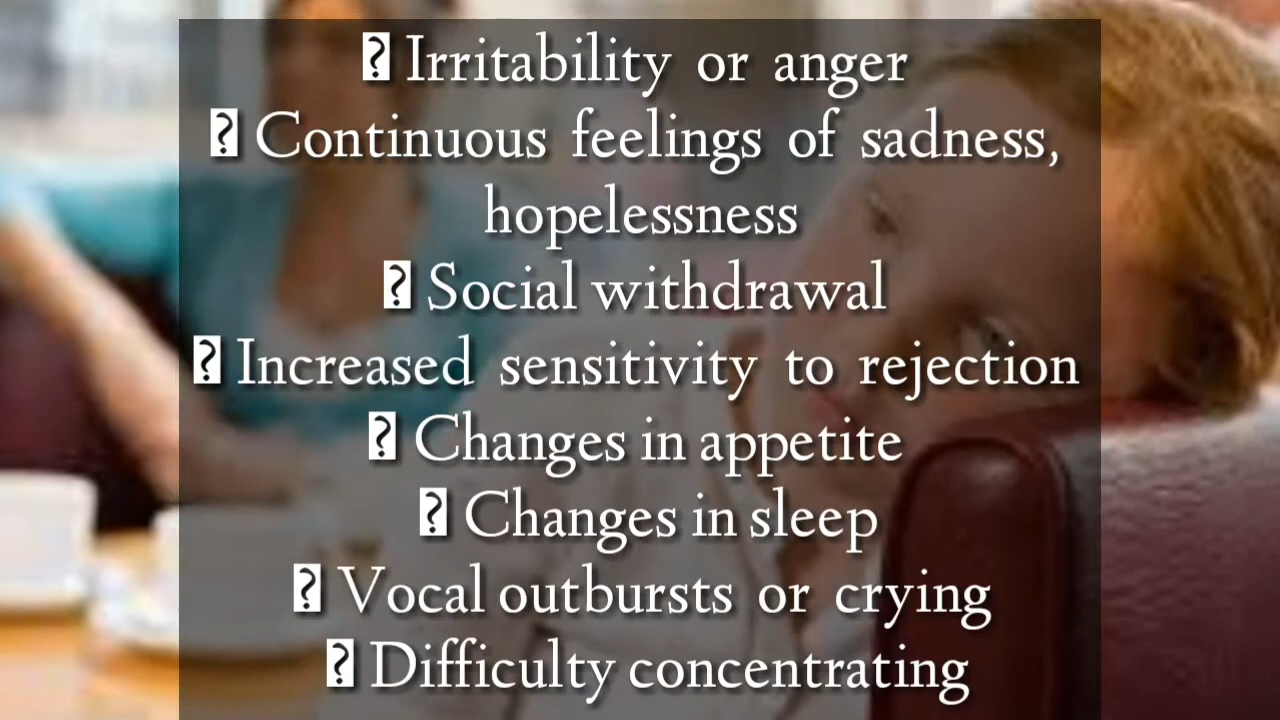 ⍰ Irritability or anger
⍰ Continuous feelings of sadness,
hopelessness
⍰ Social withdrawal
⍰ Increased sensitivity to rejection
⍰ Changes in appetite
⍰ Changes in sleep
⍰ Vocal outbursts or crying
⍰ Difficulty concentrating